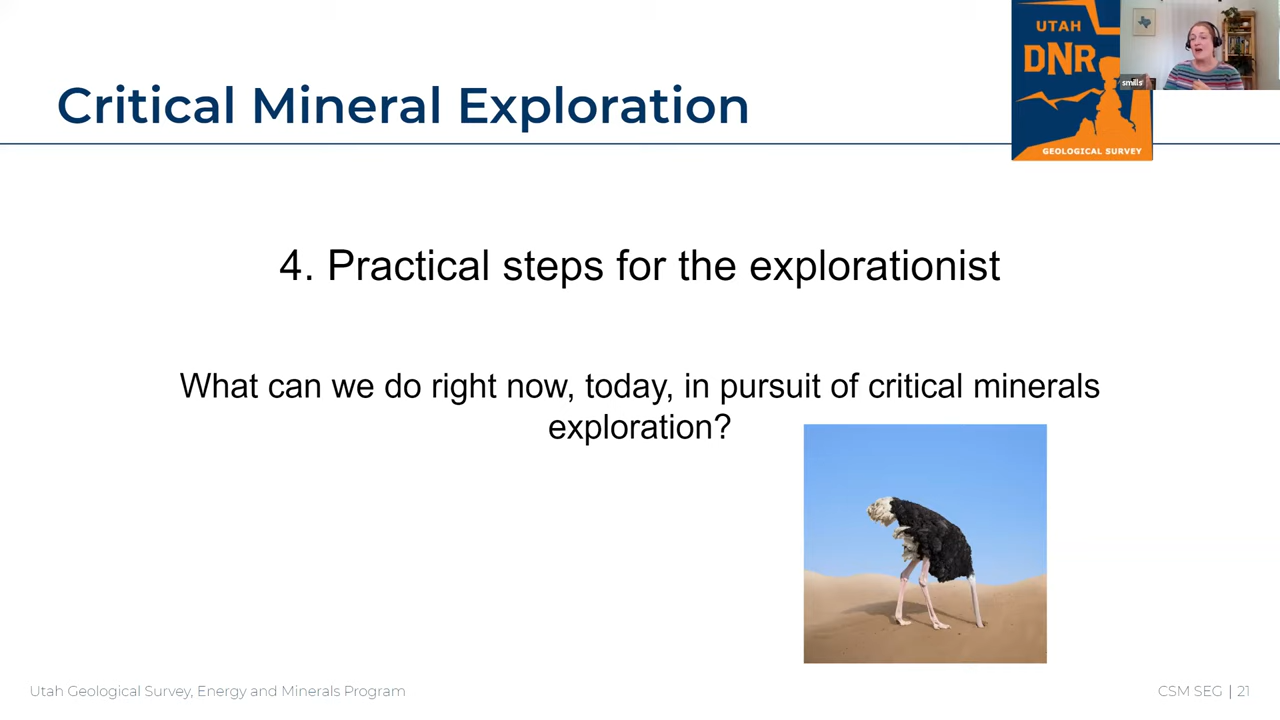 Critical Mineral Exploration
UTAH
DNR
GEOLOGICAL SURVEY
smills
4. Practical steps for the explorationist
What can we do right now, today, in pursuit of critical minerals
exploration?
Utah Geological Survey, Energy and Minerals Program
CSM SEG | 21